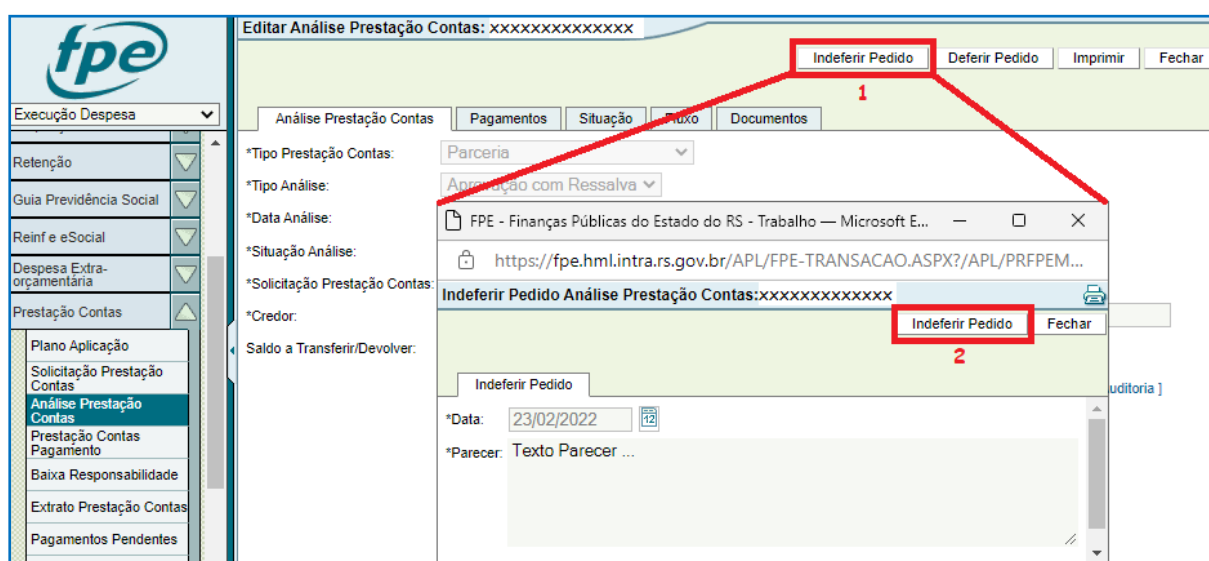 fpe
Editar Análise Prestação Contas: xxxxxxxxxxxxxx
Indeferir Pedido
Deferir Pedido
Imprimir
Fechar
1
Execução Despesa
Análise Prestação Contas
Pagamentos
Situação
Fluxo
Documentos
Retenção
Guia Previdência Social
Reinf e eSocial
Despesa Extra-
orçamentária
Prestação Contas
Plano Aplicação
Solicitação Prestação
Contas
Análise Prestação
Contas
Prestação Contas
Pagamento
Baixa Responsabilidade
Extrato Prestação Contas
Pagamentos Pendentes
*Tipo Prestação Contas:
Parceria
*Tipo Análise:
Aprovação com Ressalva
*Data Análise:
*Situação Análise:
*Solicitação Prestação Contas:
*Credor:
Saldo a Transferir/Devolver:
uditoria ]
FPE - Finanças Públicas do Estado do RS - Trabalho — Microsoft E...
https://fpe.hml.intra.rs.gov.br/APL/FPE-TRANSACAO.ASPX?/APL/PRFPEM...
Indeferir Pedido Análise Prestação Contas:xxxxxxxxxxxxx
Indeferir Pedido
Fechar
2
Indeferir Pedido
*Data:
23/02/2022
12
*Parecer:
Texto Parecer ...